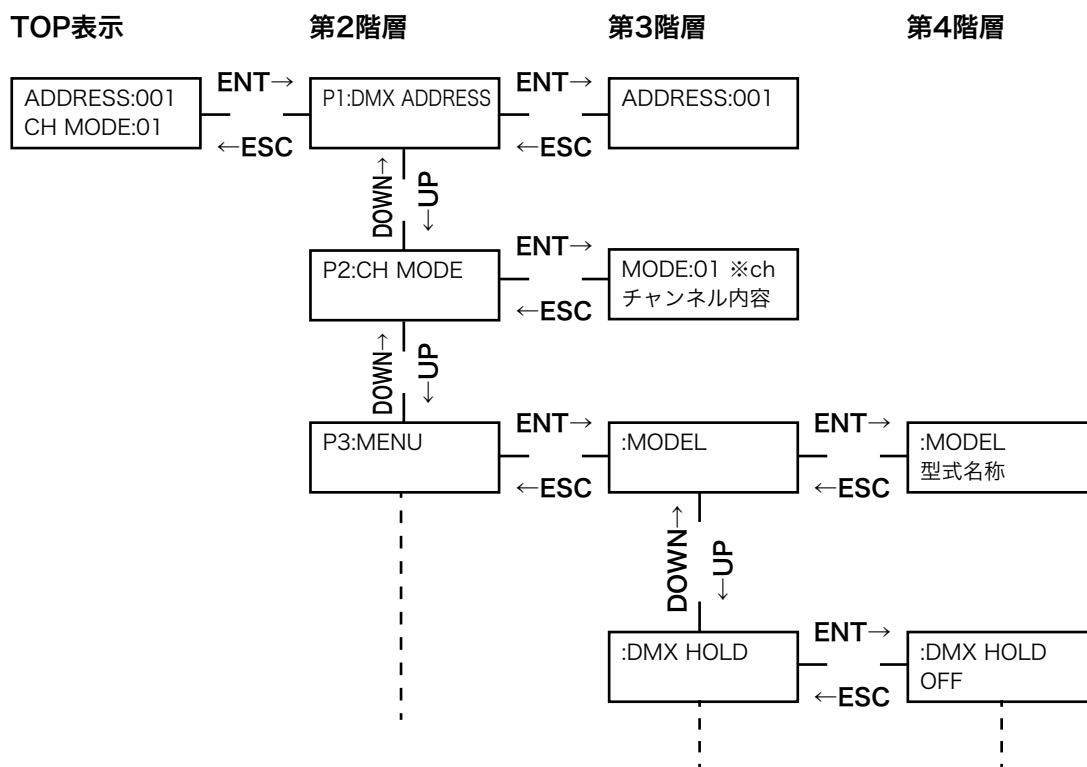 TOP表示 第2階層 第3階層 第4階層
ENT→ ENT→
ADDRESS:001
CH MODE:01
P1:DMX ADDRESS
ADDRESS:001
←ESC ←ESC
DOWN→
←UP
ENT→
P2:CH MODE
MODE:01 ※ch
チャンネル内容
←ESC
DOWN→
←UP
ENT→ ENT→
P3:MENU
:MODEL
:MODEL
型式名称
←ESC ←ESC
DOWN→
←UP
ENT→
:DMX HOLD
:DMX HOLD
OFF
←ESC